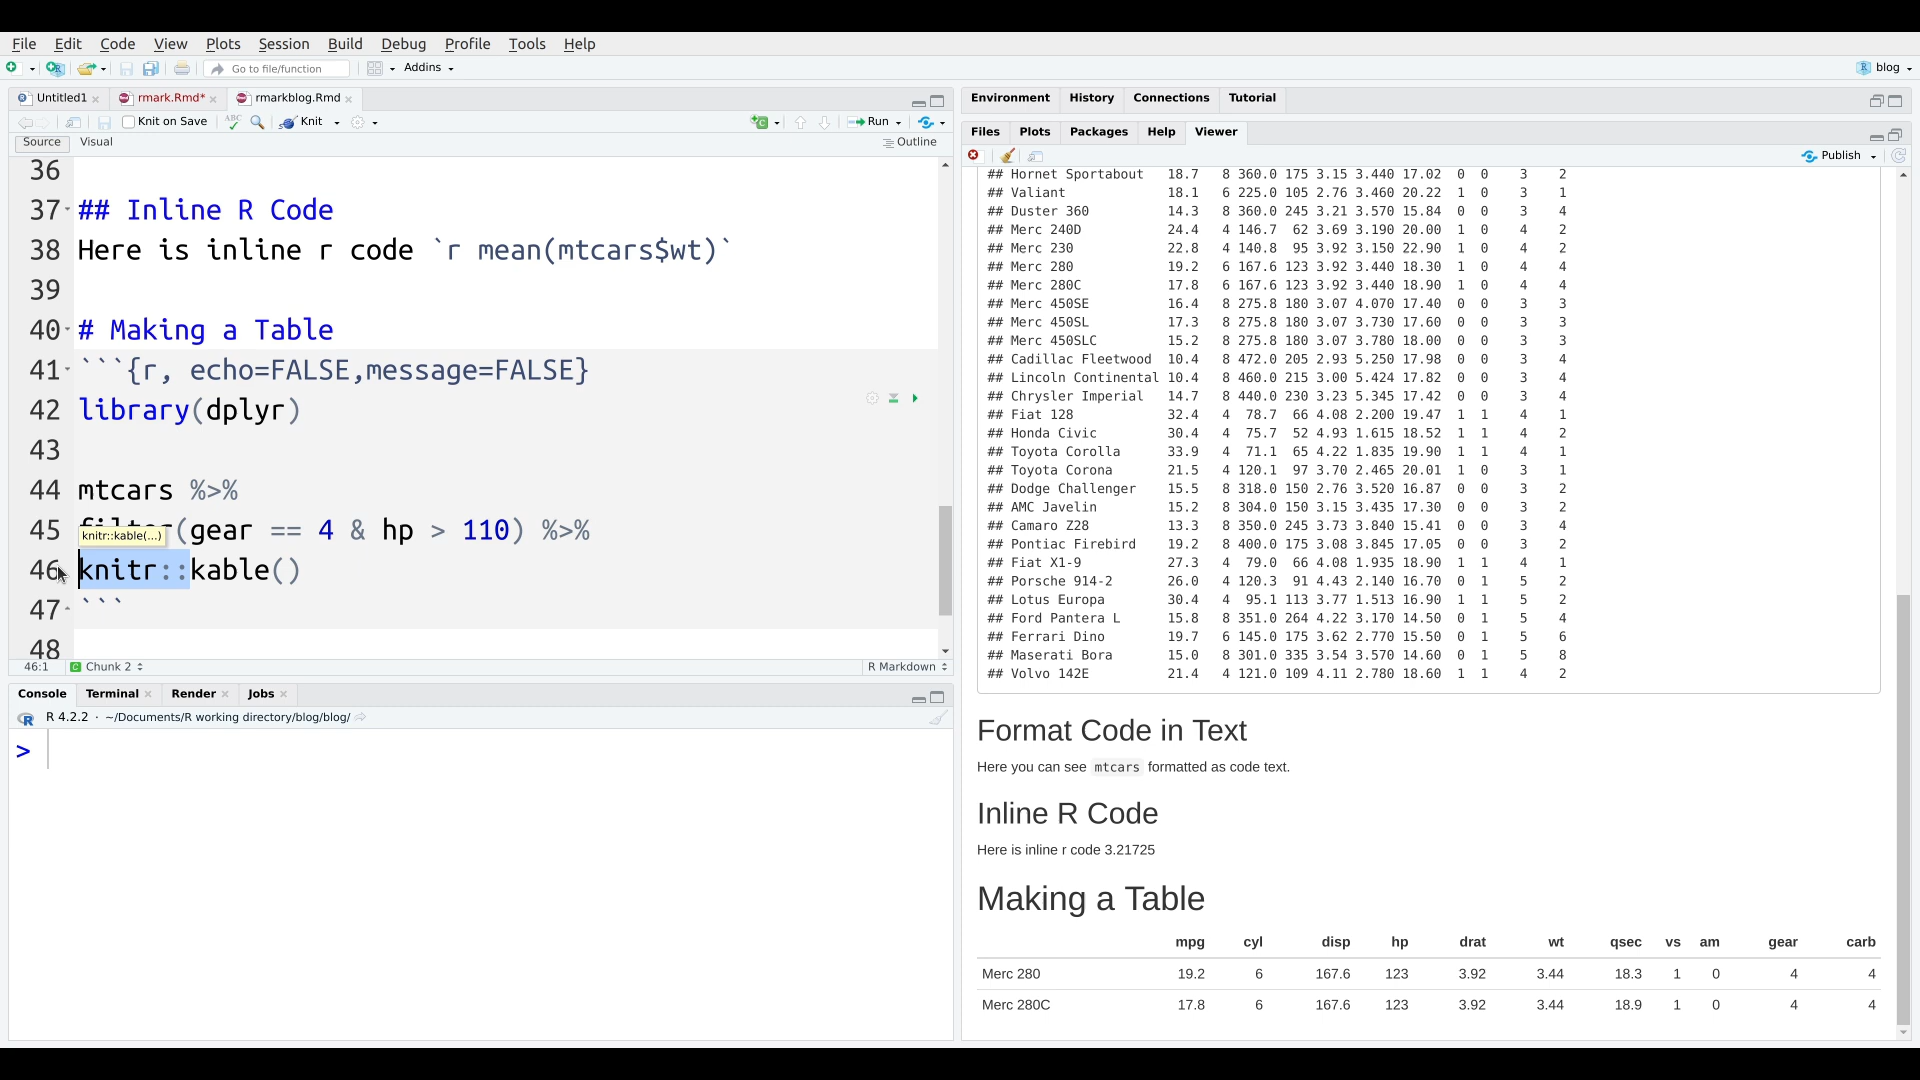 File Edit Code View Plots Session Build Debug Profile Tools Help
Go to file/function Addins blog
Untitled1 rmark.Rmd* rmarkblog.Rmd
Knit on Save ABC Knit Run
Source Visual Outline
36
37 ## Inline R Code
38 Here is inline r code `r mean(mtcars$wt)`
39
40 # Making a Table
41 ```{r, echo=FALSE,message=FALSE}
42 library(dplyr)
43
44 mtcars %>%
45 filter(gear == 4 & hp > 110) %>%
knitr::kable(...)
46 knitr::kable()
47 ```
48
46:1 Chunk 2 R Markdown
Console Terminal Render Jobs
R 4.2.2 · ~/Documents/R working directory/blog/blog/
>
Environment History Connections Tutorial
Files Plots Packages Help Viewer
Publish
## Hornet Sportabout 18.7 8 360.0 175 3.15 3.440 17.02 0 0 3 2
## Valiant 18.1 6 225.0 105 2.76 3.460 20.22 1 0 3 1
## Duster 360 14.3 8 360.0 245 3.21 3.570 15.84 0 0 3 4
## Merc 240D 24.4 4 146.7 62 3.69 3.190 20.00 1 0 4 2
## Merc 230 22.8 4 140.8 95 3.92 3.150 22.90 1 0 4 2
## Merc 280 19.2 6 167.6 123 3.92 3.440 18.30 1 0 4 4
## Merc 280C 17.8 6 167.6 123 3.92 3.440 18.90 1 0 4 4
## Merc 450SE 16.4 8 275.8 180 3.07 4.070 17.40 0 0 3 3
## Merc 450SL 17.3 8 275.8 180 3.07 3.730 17.60 0 0 3 3
## Merc 450SLC 15.2 8 275.8 180 3.07 3.780 18.00 0 0 3 3
## Cadillac Fleetwood 10.4 8 472.0 205 2.93 5.250 17.98 0 0 3 4
## Lincoln Continental 10.4 8 460.0 215 3.00 5.424 17.82 0 0 3 4
## Chrysler Imperial 14.7 8 440.0 230 3.23 5.345 17.42 0 0 3 4
## Fiat 128 32.4 4 78.7 66 4.08 2.200 19.47 1 1 4 1
## Honda Civic 30.4 4 75.7 52 4.93 1.615 18.52 1 1 4 2
## Toyota Corolla 33.9 4 71.1 65 4.22 1.835 19.90 1 1 4 1
## Toyota Corona 21.5 4 120.1 97 3.70 2.465 20.01 1 0 3 1
## Dodge Challenger 15.5 8 318.0 150 2.76 3.520 16.87 0 0 3 2
## AMC Javelin 15.2 8 304.0 150 3.15 3.435 17.30 0 0 3 2
## Camaro Z28 13.3 8 350.0 245 3.73 3.840 15.41 0 0 3 4
## Pontiac Firebird 19.2 8 400.0 175 3.08 3.845 17.05 0 0 3 2
## Fiat X1-9 27.3 4 79.0 66 4.08 1.935 18.90 1 1 4 1
## Porsche 914-2 26.0 4 120.3 91 4.43 2.140 16.70 0 1 5 2
## Lotus Europa 30.4 4 95.1 113 3.77 1.513 16.90 1 1 5 2
## Ford Pantera L 15.8 8 351.0 264 4.22 3.170 14.50 0 1 5 4
## Ferrari Dino 19.7 6 145.0 175 3.62 2.770 15.50 0 1 5 6
## Maserati Bora 15.0 8 301.0 335 3.54 3.570 14.60 0 1 5 8
## Volvo 142E 21.4 4 121.0 109 4.11 2.780 18.60 1 1 4 2
Format Code in Text
Here you can see mtcars formatted as code text.
Inline R Code
Here is inline r code 3.21725
Making a Table
mpg cyl disp hp drat wt qsec vs am gear carb
Merc 280 19.2 6 167.6 123 3.92 3.44 18.3 1 0 4 4
Merc 280C 17.8 6 167.6 123 3.92 3.44 18.9 1 0 4 4